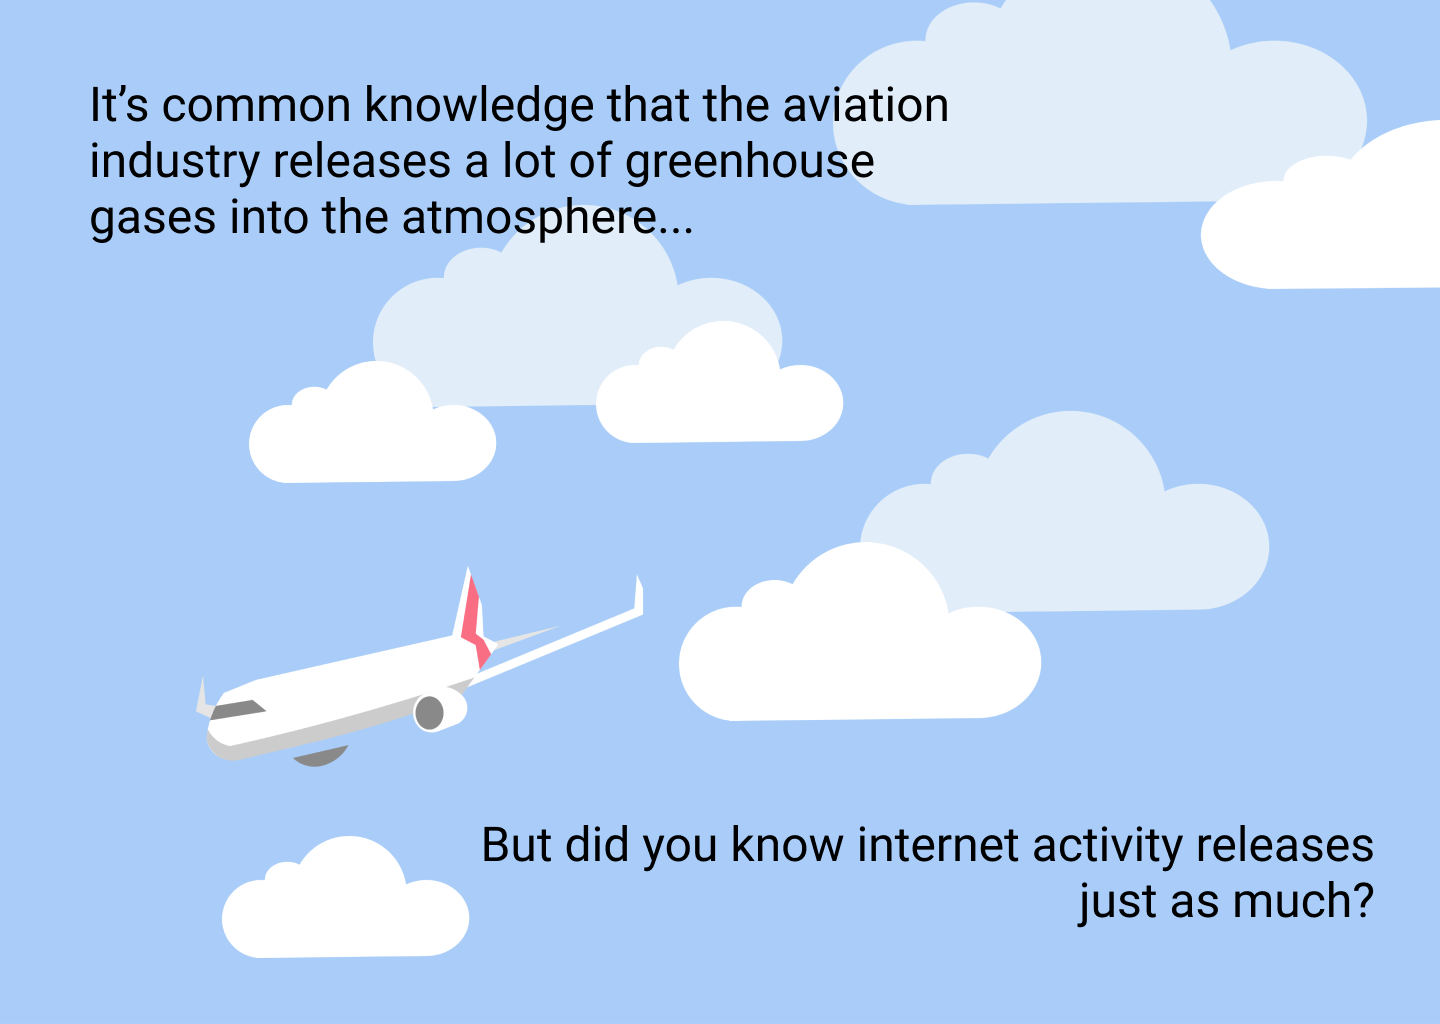 It’s common knowledge that the aviation
industry releases a lot of greenhouse
gases into the atmosphere...
But did you know internet activity releases
just as much?